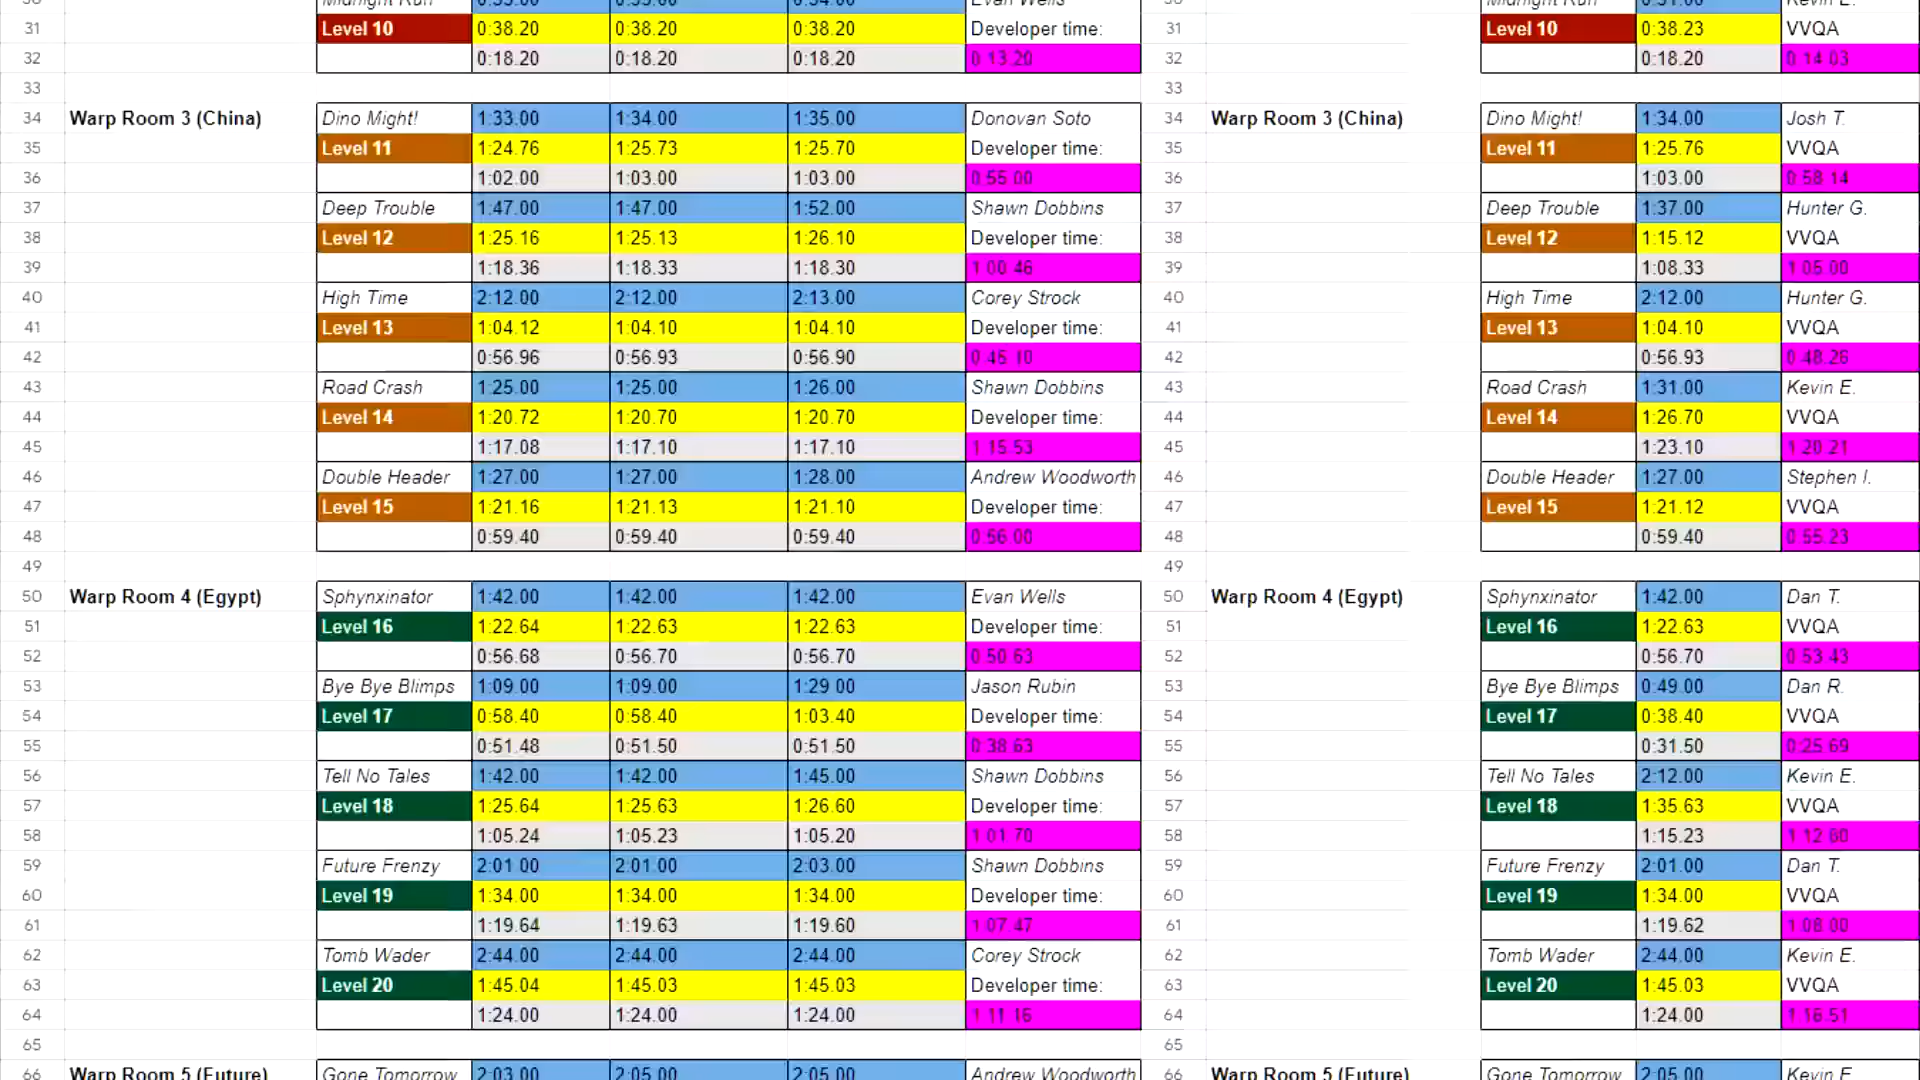 30 Midnight Run 0:35.00 0:35.00 0:34.00 Evan Wells 30 Midnight Run 0:31.00 Kevin E.
31 Level 10 0:38.20 0:38.20 0:38.20 Developer time: 31 Level 10 0:38.23 VVQA
32 0:18.20 0:18.20 0:18.20 0 13.20 32 0:18.20 0 14 03
33 33
34 Warp Room 3 (China) Dino Might! 1:33.00 1:34.00 1:35.00 Donovan Soto 34 Warp Room 3 (China) Dino Might! 1:34.00 Josh T.
35 Level 11 1:24.76 1:25.73 1:25.70 Developer time: 35 Level 11 1:25.76 VVQA
36 1:02.00 1:03.00 1:03.00 0 55 00 36 1:03.00 0 58 14
37 Deep Trouble 1:47.00 1:47.00 1:52.00 Shawn Dobbins 37 Deep Trouble 1:37.00 Hunter G.
38 Level 12 1:25.16 1:25.13 1:26.10 Developer time: 38 Level 12 1:15.12 VVQA
39 1:18.36 1:18.33 1:18.30 1 00 46 39 1:08.33 1 05 00
40 High Time 2:12.00 2:12.00 2:13.00 Corey Strock 40 High Time 2:12.00 Hunter G.
41 Level 13 1:04.12 1:04.10 1:04.10 Developer time: 41 Level 13 1:04.10 VVQA
42 0:56.96 0:56.93 0:56.90 0 45 10 42 0:56.93 0 48.26
43 Road Crash 1:25.00 1:25.00 1:26.00 Shawn Dobbins 43 Road Crash 1:31.00 Kevin E.
44 Level 14 1:20.72 1:20.70 1:20.70 Developer time: 44 Level 14 1:26.70 VVQA
45 1:17.08 1:17.10 1:17.10 1 15.53 45 1:23.10 1 20.21
46 Double Header 1:27.00 1:27.00 1:28.00 Andrew Woodworth 46 Double Header 1:27.00 Stephen I.
47 Level 15 1:21.16 1:21.13 1:21.10 Developer time: 47 Level 15 1:21.12 VVQA
48 0:59.40 0:59.40 0:59.40 0:56 00 48 0:59.40 0:55.23
49 49
50 Warp Room 4 (Egypt) Sphynxinator 1:42.00 1:42.00 1:42.00 Evan Wells 50 Warp Room 4 (Egypt) Sphynxinator 1:42.00 Dan T.
51 Level 16 1:22.64 1:22.63 1:22.63 Developer time: 51 Level 16 1:22.63 VVQA
52 0:56.68 0:56.70 0:56.70 0 50 63 52 0:56.70 0 53 43
53 Bye Bye Blimps 1:09.00 1:09.00 1:29 00 Jason Rubin 53 Bye Bye Blimps 0:49.00 Dan R.
54 Level 17 0:58.40 0:58.40 1:03.40 Developer time: 54 Level 17 0:38.40 VVQA
55 0:51.48 0:51.50 0:51.50 0 38 63 55 0:31.50 0:25 69
56 Tell No Tales 1:42.00 1:42.00 1:45.00 Shawn Dobbins 56 Tell No Tales 2:12.00 Kevin E.
57 Level 18 1:25.64 1:25.63 1:26.60 Developer time: 57 Level 18 1:35.63 VVQA
58 1:05.24 1:05.23 1:05.20 1 01 70 58 1:15.23 1 12 60
59 Future Frenzy 2:01 00 2:01.00 2:03.00 Shawn Dobbins 59 Future Frenzy 2:01.00 Dan T.
60 Level 19 1:34.00 1:34.00 1:34.00 Developer time: 60 Level 19 1:34.00 VVQA
61 1:19.64 1:19.63 1:19.60 1 07 47 61 1:19.62 1 08 00
62 Tomb Wader 2:44.00 2:44.00 2:44.00 Corey Strock 62 Tomb Wader 2:44.00 Kevin E.
63 Level 20 1:45.04 1:45.03 1:45.03 Developer time: 63 Level 20 1:45.03 VVQA
64 1:24.00 1:24.00 1:24.00 1 11 16 64 1:24.00 1 16.51
65 65
66 Warp Room 5 (Future) Gone Tomorrow 2:03.00 2:05.00 2:05.00 Andrew Woodworth 66 Warp Room 5 (Future) Gone Tomorrow 2:05.00 Kevin E.